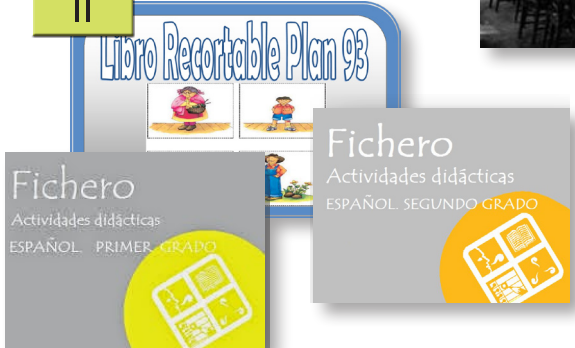 II
Libro Recortable Plan 93
Fichero
Actividades didácticas
ESPAÑOL. SEGUNDO GRADO
Fichero
Actividades didácticas
ESPAÑOL. PRIMER GRADO